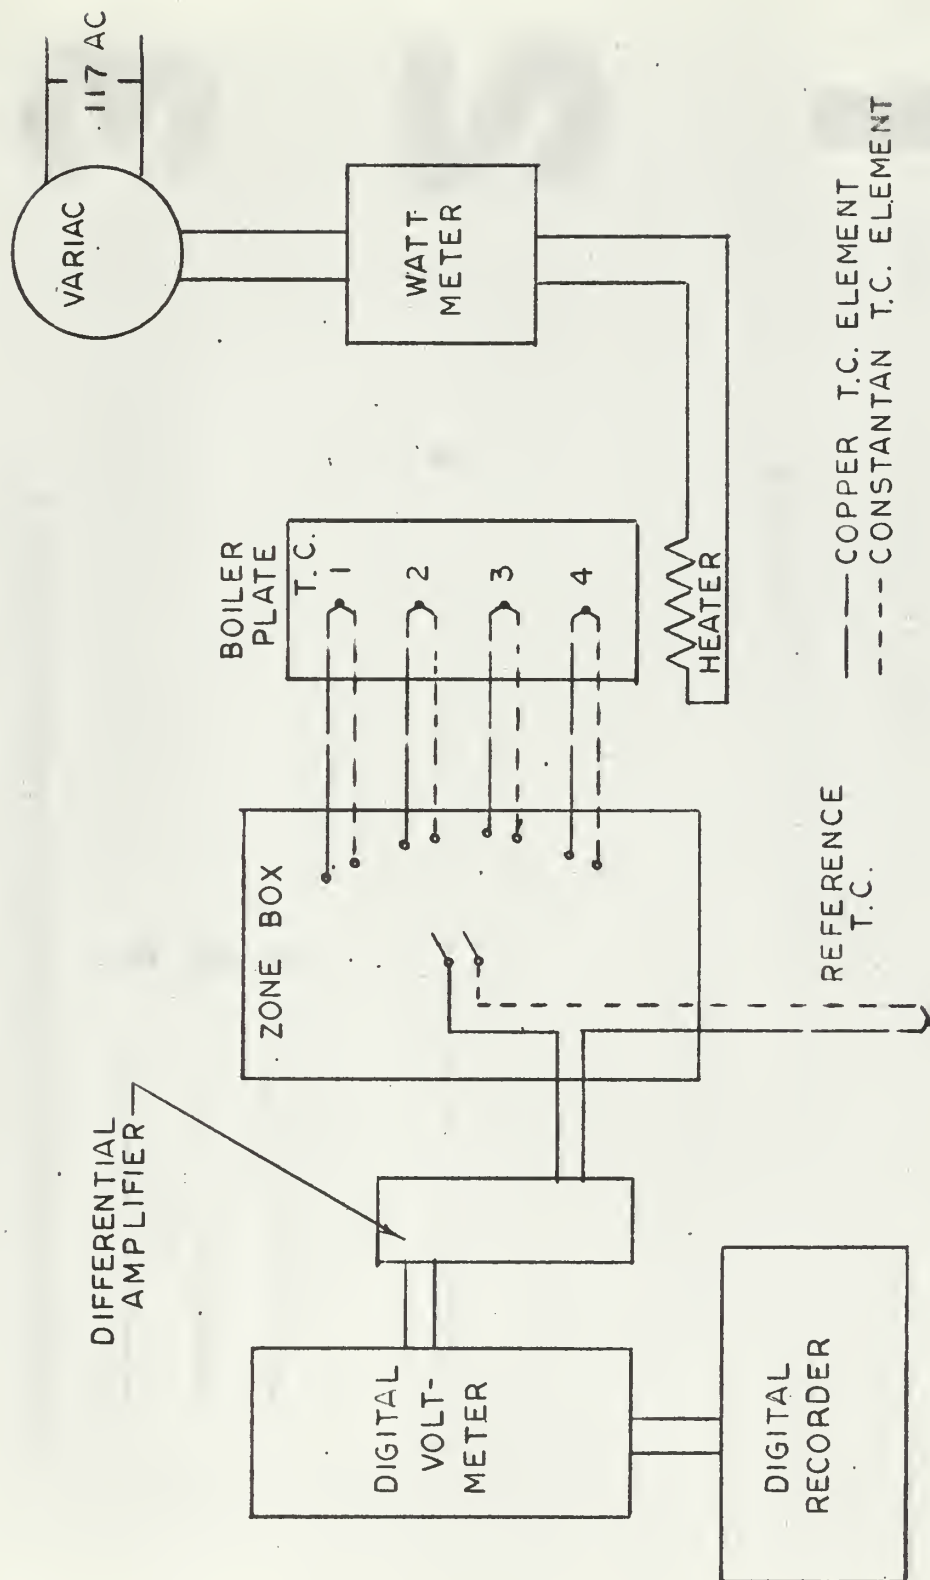 DIFFERENTIAL
AMPLIFIER
DIGITAL
VOLT-
METER
DIGITAL
RECORDER
ZONE BOX
REFERENCE
T.C.
BOILER
PLATE
T.C.
1
2
3
4
HEATER
VARIAC
117 AC
WATT
METER
COPPER T.C. ELEMENT
CONSTANTAN T.C. ELEMENT